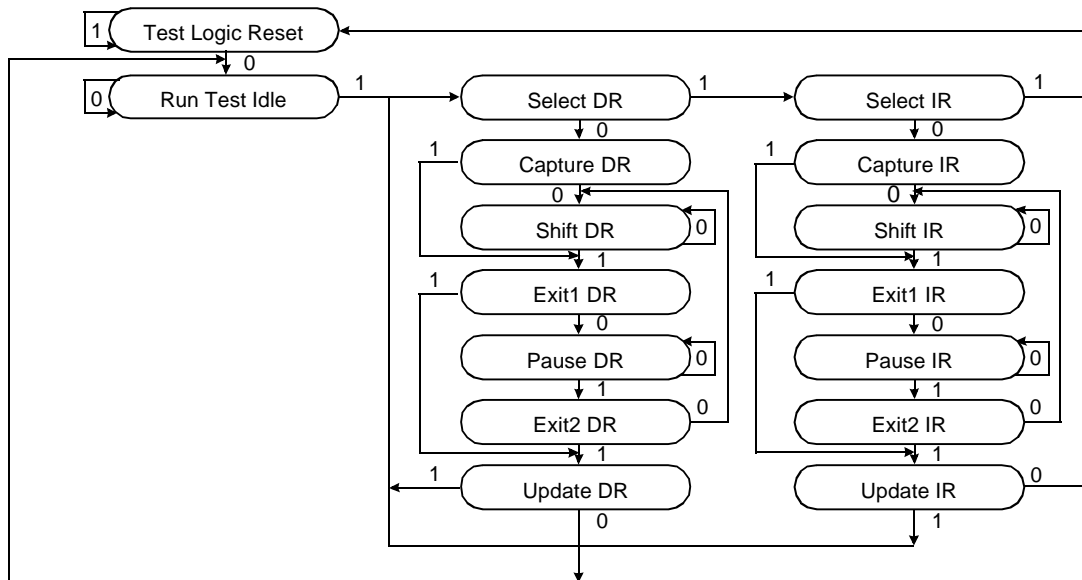 1 Test Logic Reset
0
0 Run Test Idle 1 Select DR 1 Select IR 1
0 0
1 Capture DR 1 Capture IR
0 0
Shift DR 0 Shift IR 0
1 1
1 Exit1 DR 1 Exit1 IR
0 0
Pause DR 0 Pause IR 0
1 1
Exit2 DR 0 Exit2 IR 0
1 1
1 Update DR Update IR 0
0 1